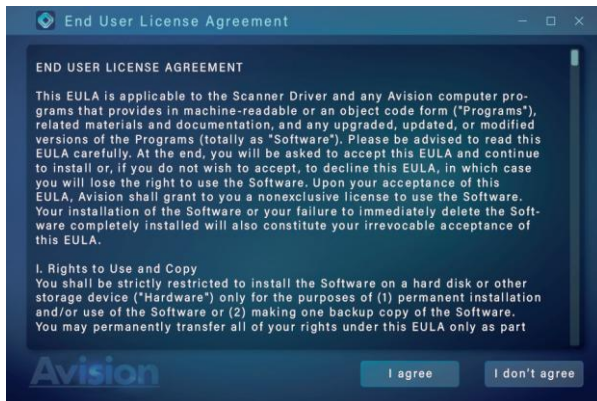 End User License Agreement
END USER LICENSE AGREEMENT
This EULA is applicable to the Scanner Driver and any Avision computer pro-
grams that provides in machine-readable or an object code form ("Programs"),
related materials and documentation, and any upgraded, updated, or modified
versions of the Programs (totally as "Software"). Please be advised to read this
EULA carefully. At the end, you will be asked to accept this EULA and continue
to install or, if you do not wish to accept, to decline this EULA, in which case
you will lose the right to use the Software. Upon your acceptance of this
EULA, Avision shall grant to you a nonexclusive license to use the Software.
Your installation of the Software or your failure to immediately delete the Soft-
ware completely installed will also constitute your irrevocable acceptance of
this EULA.
I. Rights to Use and Copy
You shall be strictly restricted to install the Software on a hard disk or other
storage device ("Hardware") only for the purposes of (1) permanent installation
and/or use of the Software or (2) making one backup copy of the Software.
You may permanently transfer all of your rights under this EULA only as part
Avision
I agree
I don't agree